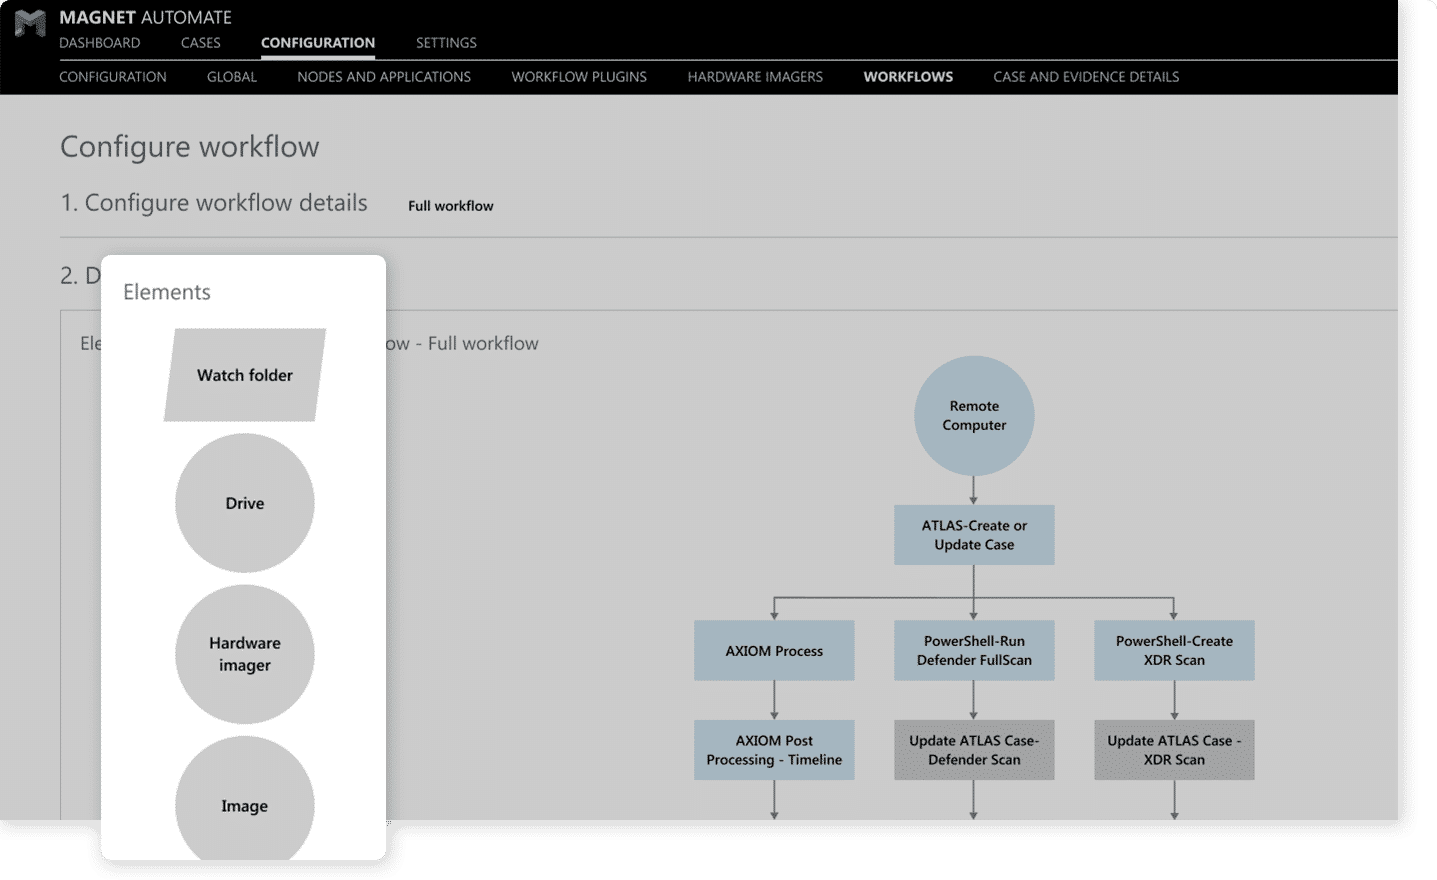 MAGNET AUTOMATE
DASHBOARD CASES CONFIGURATION SETTINGS
CONFIGURATION GLOBAL NODES AND APPLICATIONS WORKFLOW PLUGINS HARDWARE IMAGERS WORKFLOWS CASE AND EVIDENCE DETAILS
Configure workflow
1. Configure workflow details Full workflow
2. D
Elements
Watch folder
Drive
Hardware
imager
Image
Ele
ow - Full workflow
Remote
Computer
ATLAS-Create or
Update Case
AXIOM Process
PowerShell-Run
Defender FullScan
PowerShell-Create
XDR Scan
AXIOM Post
Processing - Timeline
Update ATLAS Case-
Defender Scan
Update ATLAS Case -
XDR Scan